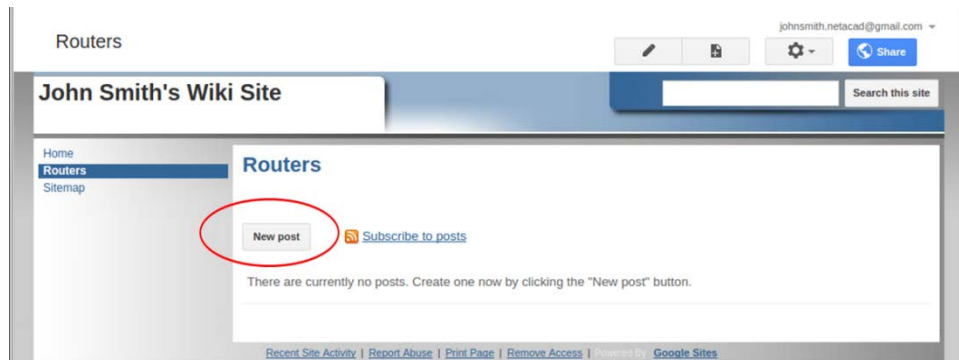 johnsmith.netacad@gmail.com
Routers
Share
John Smith's Wiki Site
Search this site
Home
Routers
Sitemap
Routers
New post
Subscribe to posts
There are currently no posts. Create one now by clicking the "New post" button.
Recent Site Activity | Report Abuse | Print Page | Remove Access | Powered By Google Sites